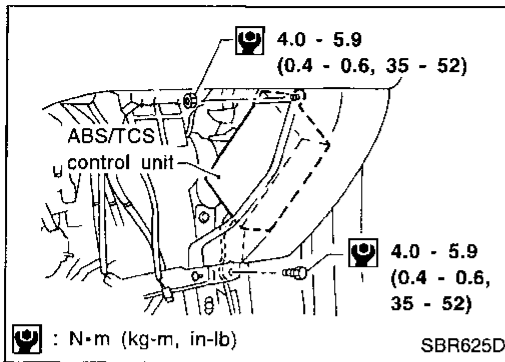 4.0 - 5.9
(0.4 - 0.6, 35 - 52)
ABS/TCS
control unit
4.0 - 5.9
(0.4 - 0.6,
35 - 52)
: N•m (kg-m, in-lb)
SBR625D